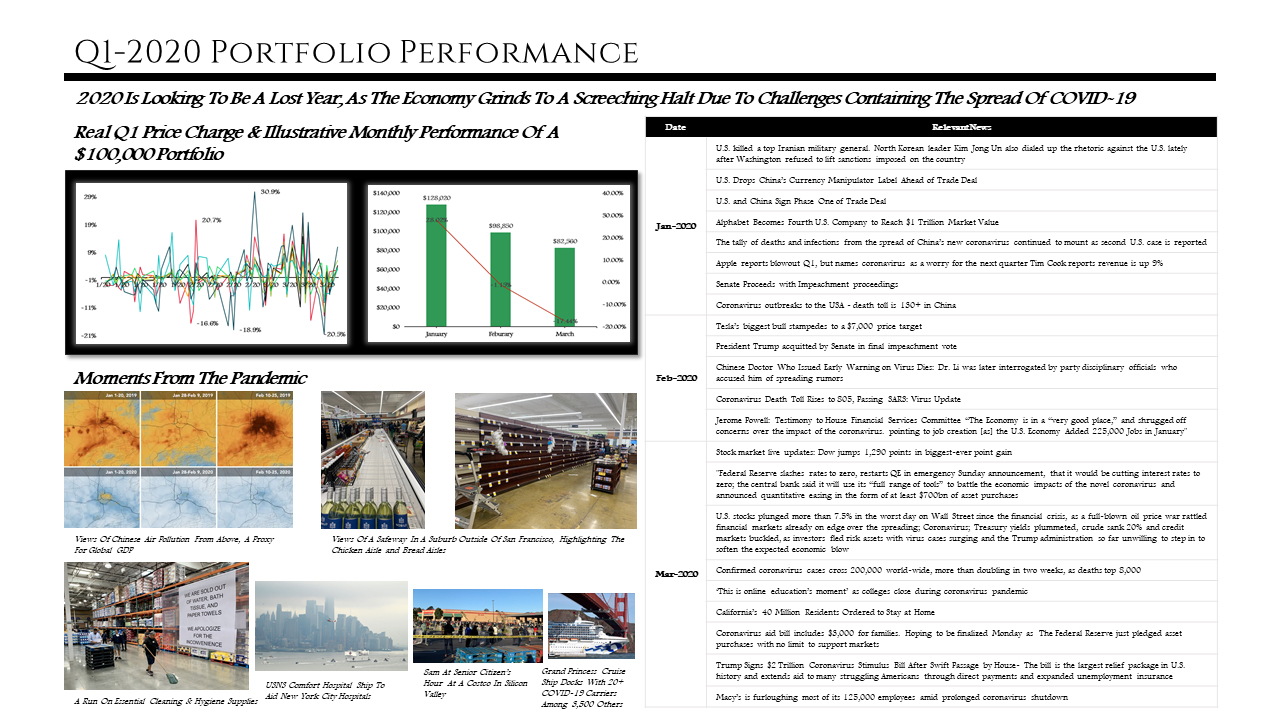 Q1-2020 Portfolio Performance
2020 Is Looking To Be A Lost Year, As The Economy Grinds To A Screeching Halt Due To Challenges Containing The Spread Of COVID-19
Real Q1 Price Change & Illustrative Monthly Performance Of A
$100,000 Portfolio
29%
19%
9%
-1%
-11%
-21%
30.9%
20.7%
-16.6%
-18.9%
-20.5%
$140,000
$120,000
$100,000
$80,000
$60,000
$40,000
$20,000
$0
$128,020
$98,850
$82,560
28.02%
-1.15%
-17.44%
40.00%
30.00%
20.00%
10.00%
0.00%
-10.00%
-20.00%
January
Feburary
March
Moments From The Pandemic
Jan 1-20, 2019
Jan 28-Feb 9, 2019
Feb 10-25, 2019
Jan 1-20, 2020
Jan 28-Feb 9, 2020
Feb 10-25, 2020
Views Of Chinese Air Pollution From Above, A Proxy
For Global GDP
Views Of A Safeway In A Suburb Outside Of San Francisco, Highlighting The
Chicken Aisle and Bread Aisles
WE ARE SOLD OUT
OF WATER, BATH
TISSUE, AND
PAPER TOWELS
WE APOLOGIZE
FOR THE
INCONVENIENCE
A Run On Essential Cleaning & Hygiene Supplies
USNS Comfort Hospital Ship To
Aid New York City Hospitals
8am At Senior Citizen's
Hour At A Costco In Silicon
Valley
Grand Princess Cruise
Ship Docks With 20+
COVID-19 Carriers
Among 3,500 Others
Date
RelevantNews
Jan-2020
U.S. killed a top Iranian military general. North Korean leader Kim Jong Un also dialed up the rhetoric against the U.S. lately
after Washington refused to lift sanctions imposed on the country
U.S. Drops China's Currency Manipulator Label Ahead of Trade Deal
U.S. and China Sign Phase One of Trade Deal
Alphabet Becomes Fourth U.S. Company to Reach $1 Trillion Market Value
The tally of deaths and infections from the spread of China's new coronavirus continued to mount as second U.S. case is reported
Apple reports blowout Q1, but names coronavirus as a worry for the next quarter Tim Cook reports revenue is up 9%
Senate Proceeds with Impeachment proceedings
Coronavirus outbreaks to the USA - death toll is 130+ in China
Feb-2020
Tesla's biggest bull stampedes to a $7,000 price target
President Trump acquitted by Senate in final impeachment vote
Chinese Doctor Who Issued Early Warning on Virus Dies: Dr. Li was later interrogated by party disciplinary officials who
accused him of spreading rumors
Coronavirus Death Toll Rises to 805, Passing SARS: Virus Update
Jerome Powell: Testimony to House Financial Services Committee "The Economy is in a "very good place," and shrugged off
concerns over the impact of the coronavirus. pointing to job creation [as] the U.S. Economy Added 225,000 Jobs in January"
Mar-2020
Stock market live updates: Dow jumps 1,290 points in biggest-ever point gain
"Federal Reserve slashes rates to zero, restarts QE in emergency Sunday announcement, that it would be cutting interest rates to
zero; the central bank said it will use its "full range of tools" to battle the economic impacts of the novel coronavirus and
announced quantitative easing in the form of at least $700bn of asset purchases
U.S. stocks plunged more than 7.5% in the worst day on Wall Street since the financial crisis, as a full-blown oil price war rattled
financial markets already on edge over the spreading; Coronavirus; Treasury yields plummeted, crude sank 20% and credit
markets buckled, as investors fled risk assets with virus cases surging and the Trump administration so far unwilling to step in to
soften the expected economic blow
Confirmed coronavirus cases cross 200,000 world-wide, more than doubling in two weeks, as deaths top 8,000
'This is online education's moment' as colleges close during coronavirus pandemic
California's 40 Million Residents Ordered to Stay at Home
Coronavirus aid bill includes $3,000 for families. Hoping to be finalized Monday as The Federal Reserve just pledged asset
purchases with no limit to support markets
Trump Signs $2 Trillion Coronavirus Stimulus Bill After Swift Passage by House- The bill is the largest relief package in U.S.
history and extends aid to many struggling Americans through direct payments and expanded unemployment insurance
Macy's is furloughing most of its 125,000 employees amid prolonged coronavirus shutdown